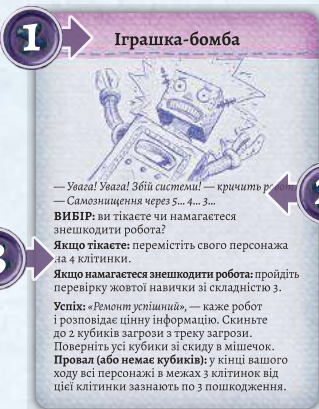 1
Іграшка-бомба
— Увага! Увага! Збій системи! — кричить
— Самознищення через 5... 4... 3...
ВИБІР: ви тікаєте чи намагаєтеся
знешкодити робота?
Якщо тікаєте: перемістіть свого персонажа
на 4 клітинки.
Якщо намагаєтеся знешкодити робота: пройдіть
перевірку жовтої навички зі складністю 3.
Успіх: «Ремонт успішний», — каже робот
і розповідає цінну інформацію. Скиньте
до 2 кубиків загрози з треку загрози.
Поверніть усі кубики зі скиду в мішечок.
Провал (або немає кубиків): у кінці вашого
ходу всі персонажі в межах 3 клітинок від
цієї клітинки зазнають по 3 пошкодження.